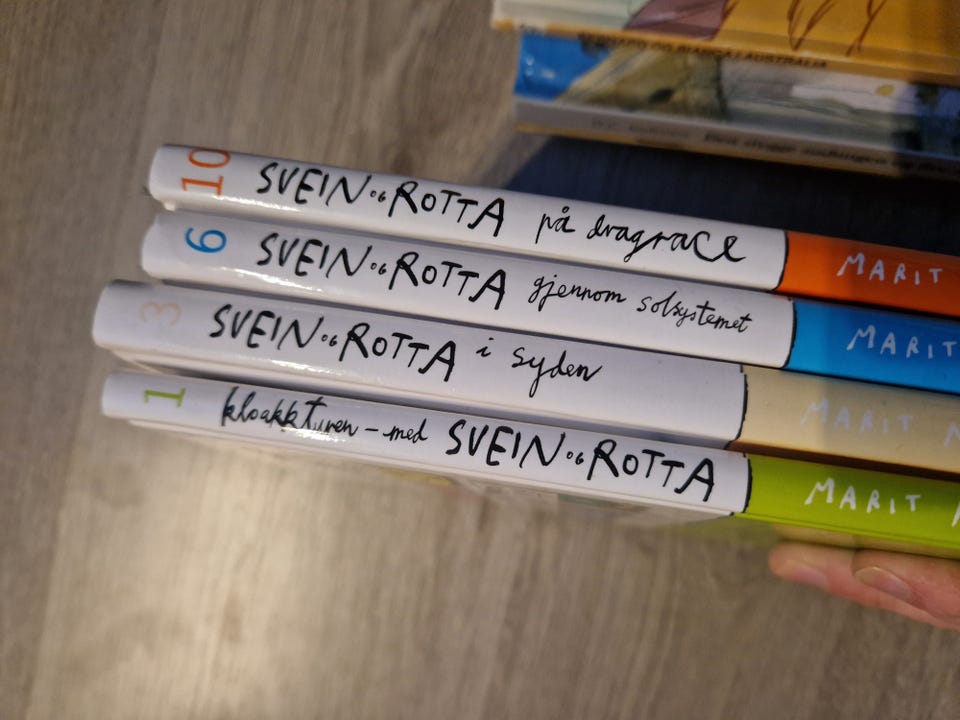 AUSTRALIA
10 SVEIN OG ROTTA på dragrace MARIT
6 SVEIN OG ROTTA gjennom solsystemet MARIT
3 SVEIN OG ROTTA i syden MARIT
1 kloakkturen – med SVEIN OG ROTTA MARIT